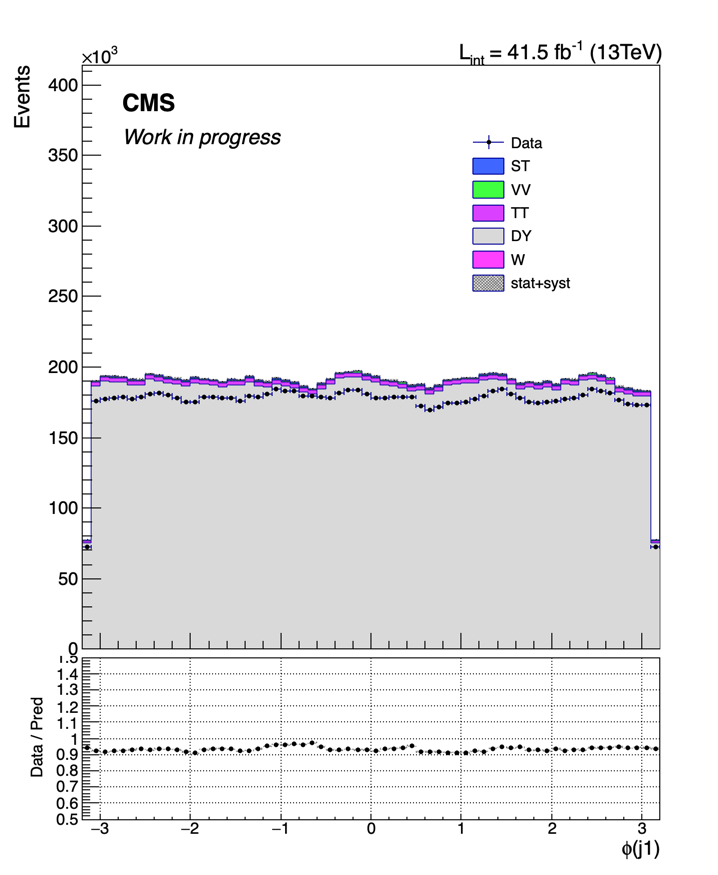 ×10³
L_int = 41.5 fb⁻¹ (13TeV)
Events
400
CMS
Work in progress
350
Data
ST
VV
300
TT
DY
W
250
stat+syst
200
150
100
50
0
1.5
1.4
1.3
1.2
1.1
1
0.9
0.8
0.7
0.6
0.5
Data / Pred
−3
−2
−1
0
1
2
3
ϕ(j1)